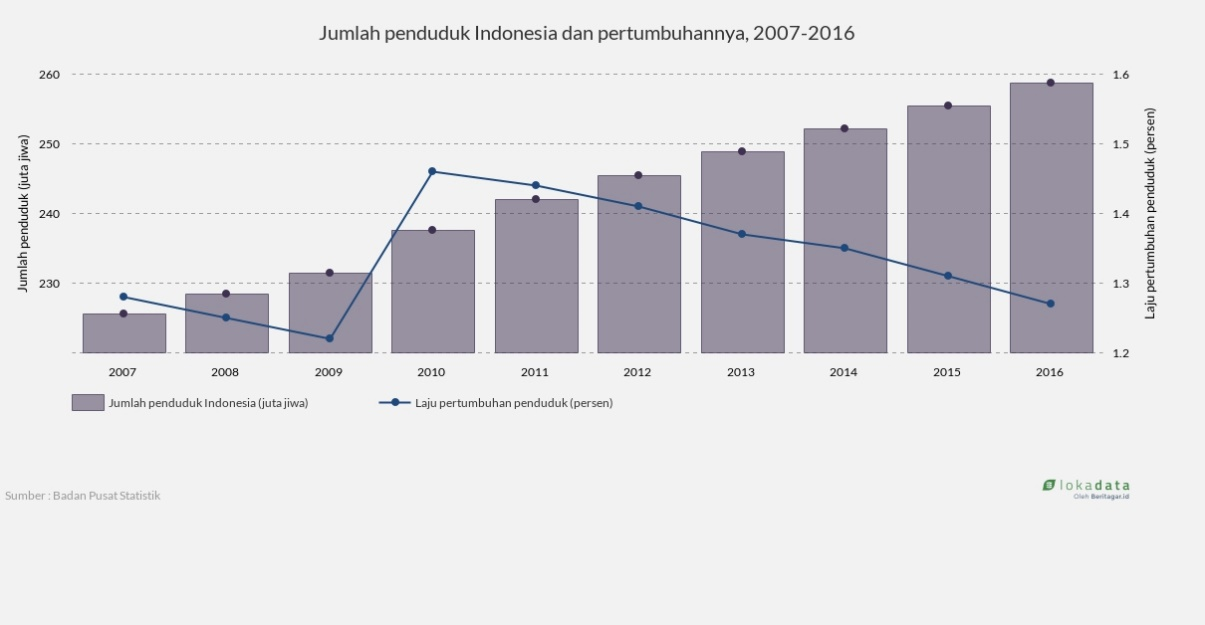 Jumlah penduduk Indonesia dan pertumbuhannya, 2007-2016
Jumlah penduduk (juta jiwa)
260
250
240
230
1.6
1.5
1.4
1.3
1.2
Laju pertumbuhan penduduk (persen)
2007 2008 2009 2010 2011 2012 2013 2014 2015 2016
Jumlah penduduk Indonesia (juta jiwa) Laju pertumbuhan penduduk (persen)
Sumber : Badan Pusat Statistik
lokadata
Oleh Beritagar.id